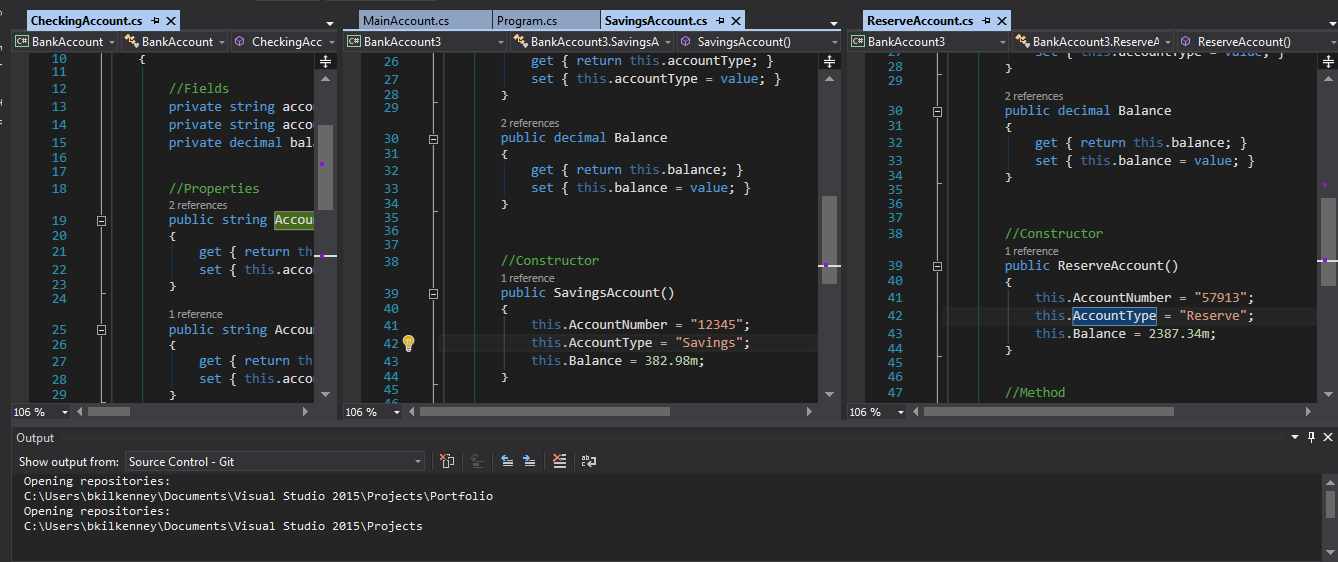 CheckingAccount.cs
BankAccount
BankAccount
CheckingAcc
10 {
11
12 //Fields
13 private string acco
14 private string acco
15 private decimal bal
16
17
18 //Properties
2 references
19 public string Accou
20 {
21 get { return th
22 set { this.acco
23 }
24
1 reference
25 public string Accou
26 {
27 get { return th
28 set { this.acco
29 }
106 %
MainAccount.cs Program.cs SavingsAccount.cs
BankAccount3
BankAccount3.SavingsA
SavingsAccount()
26 get { return this.accountType; }
27 set { this.accountType = value; }
28 }
29
2 references
30 public decimal Balance
31 {
32 get { return this.balance; }
33 set { this.balance = value; }
34 }
35
36
37
38 //Constructor
1 reference
39 public SavingsAccount()
40 {
41 this.AccountNumber = "12345";
42 this.AccountType = "Savings";
43 this.Balance = 382.98m;
44 }
45
46
106 %
ReserveAccount.cs
BankAccount3
BankAccount3.ReserveA
ReserveAccount()
27 set { this.accountType = value; }
28 }
29
2 references
30 public decimal Balance
31 {
32 get { return this.balance; }
33 set { this.balance = value; }
34 }
35
36
37
38 //Constructor
1 reference
39 public ReserveAccount()
40 {
41 this.AccountNumber = "57913";
42 this.AccountType = "Reserve";
43 this.Balance = 2387.34m;
44 }
45
46
47 //Method
106 %
Output
Show output from: Source Control - Git
Opening repositories:
C:\Users\bkilkenney\Documents\Visual Studio 2015\Projects\Portfolio
Opening repositories:
C:\Users\bkilkenney\Documents\Visual Studio 2015\Projects